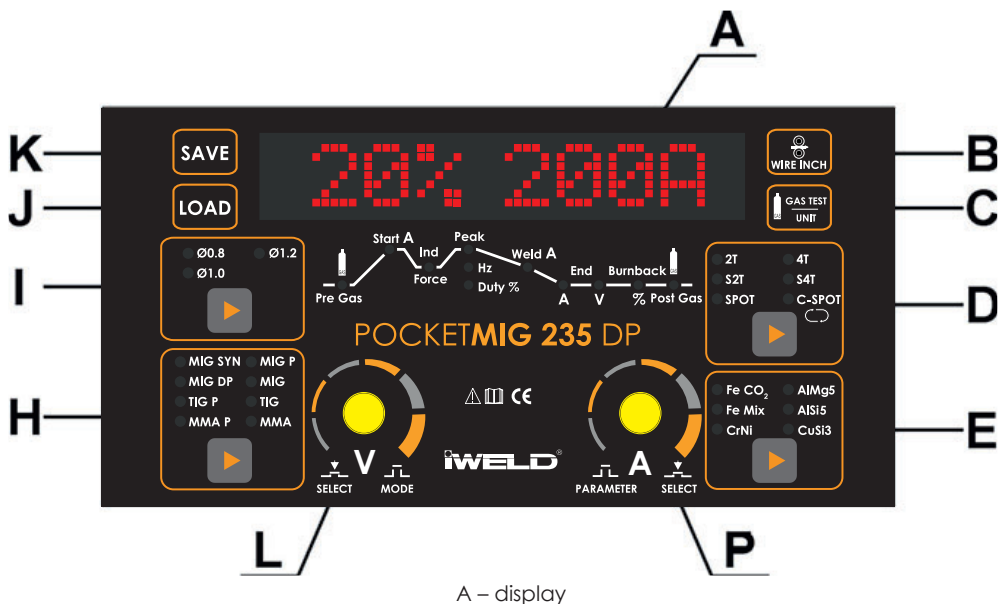 A
K
SAVE
20% 200A
WIRE INCH
B
J
LOAD
GAS TEST
UNIT
C
I
Ø0.8 Ø1.2
Ø1.0
Start A
Ind
Force
Peak
Hz
Duty %
Weld A
End
A V
Burnback
%
GAS
Pre Gas
GAS
Post Gas
2T 4T
S2T S4T
SPOT C-SPOT
D
POCKETMIG 235 DP
H
MIG SYN MIG P
MIG DP MIG
TIG P TIG
MMA P MMA
CE
Fe CO₂ AlMg5
Fe Mix AlSi5
CrNi CuSi3
E
V
SELECT MODE
iWELD®
A
PARAMETER SELECT
L
P
A – display